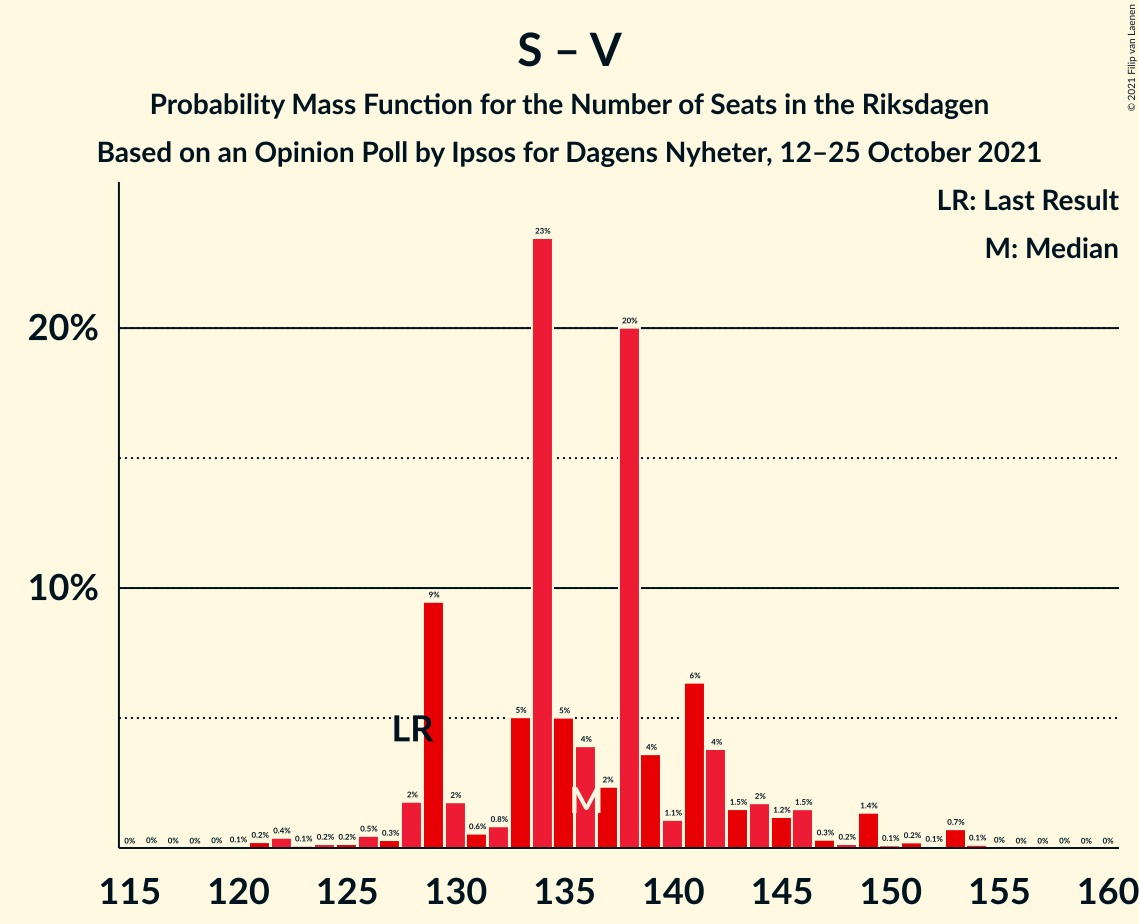 © 2021 Filip van Laenen
S – V
Probability Mass Function for the Number of Seats in the Riksdagen
Based on an Opinion Poll by Ipsos for Dagens Nyheter, 12–25 October 2021
LR: Last Result
M: Median
20%
10%
0% 0% 0% 0% 0% 0.1% 0.2% 0.4% 0.1% 0.2% 0.2% 0.5% 0.3% 2% 9% 2% 0.6% 0.8% 5% 23% 5% 4% 2% 20% 4% 1.1% 6% 4% 1.5% 2% 1.2% 1.5% 0.3% 0.2% 1.4% 0.1% 0.2% 0.1% 0.7% 0.1% 0% 0% 0% 0% 0% 0%
LR
M
115 120 125 130 135 140 145 150 155 160